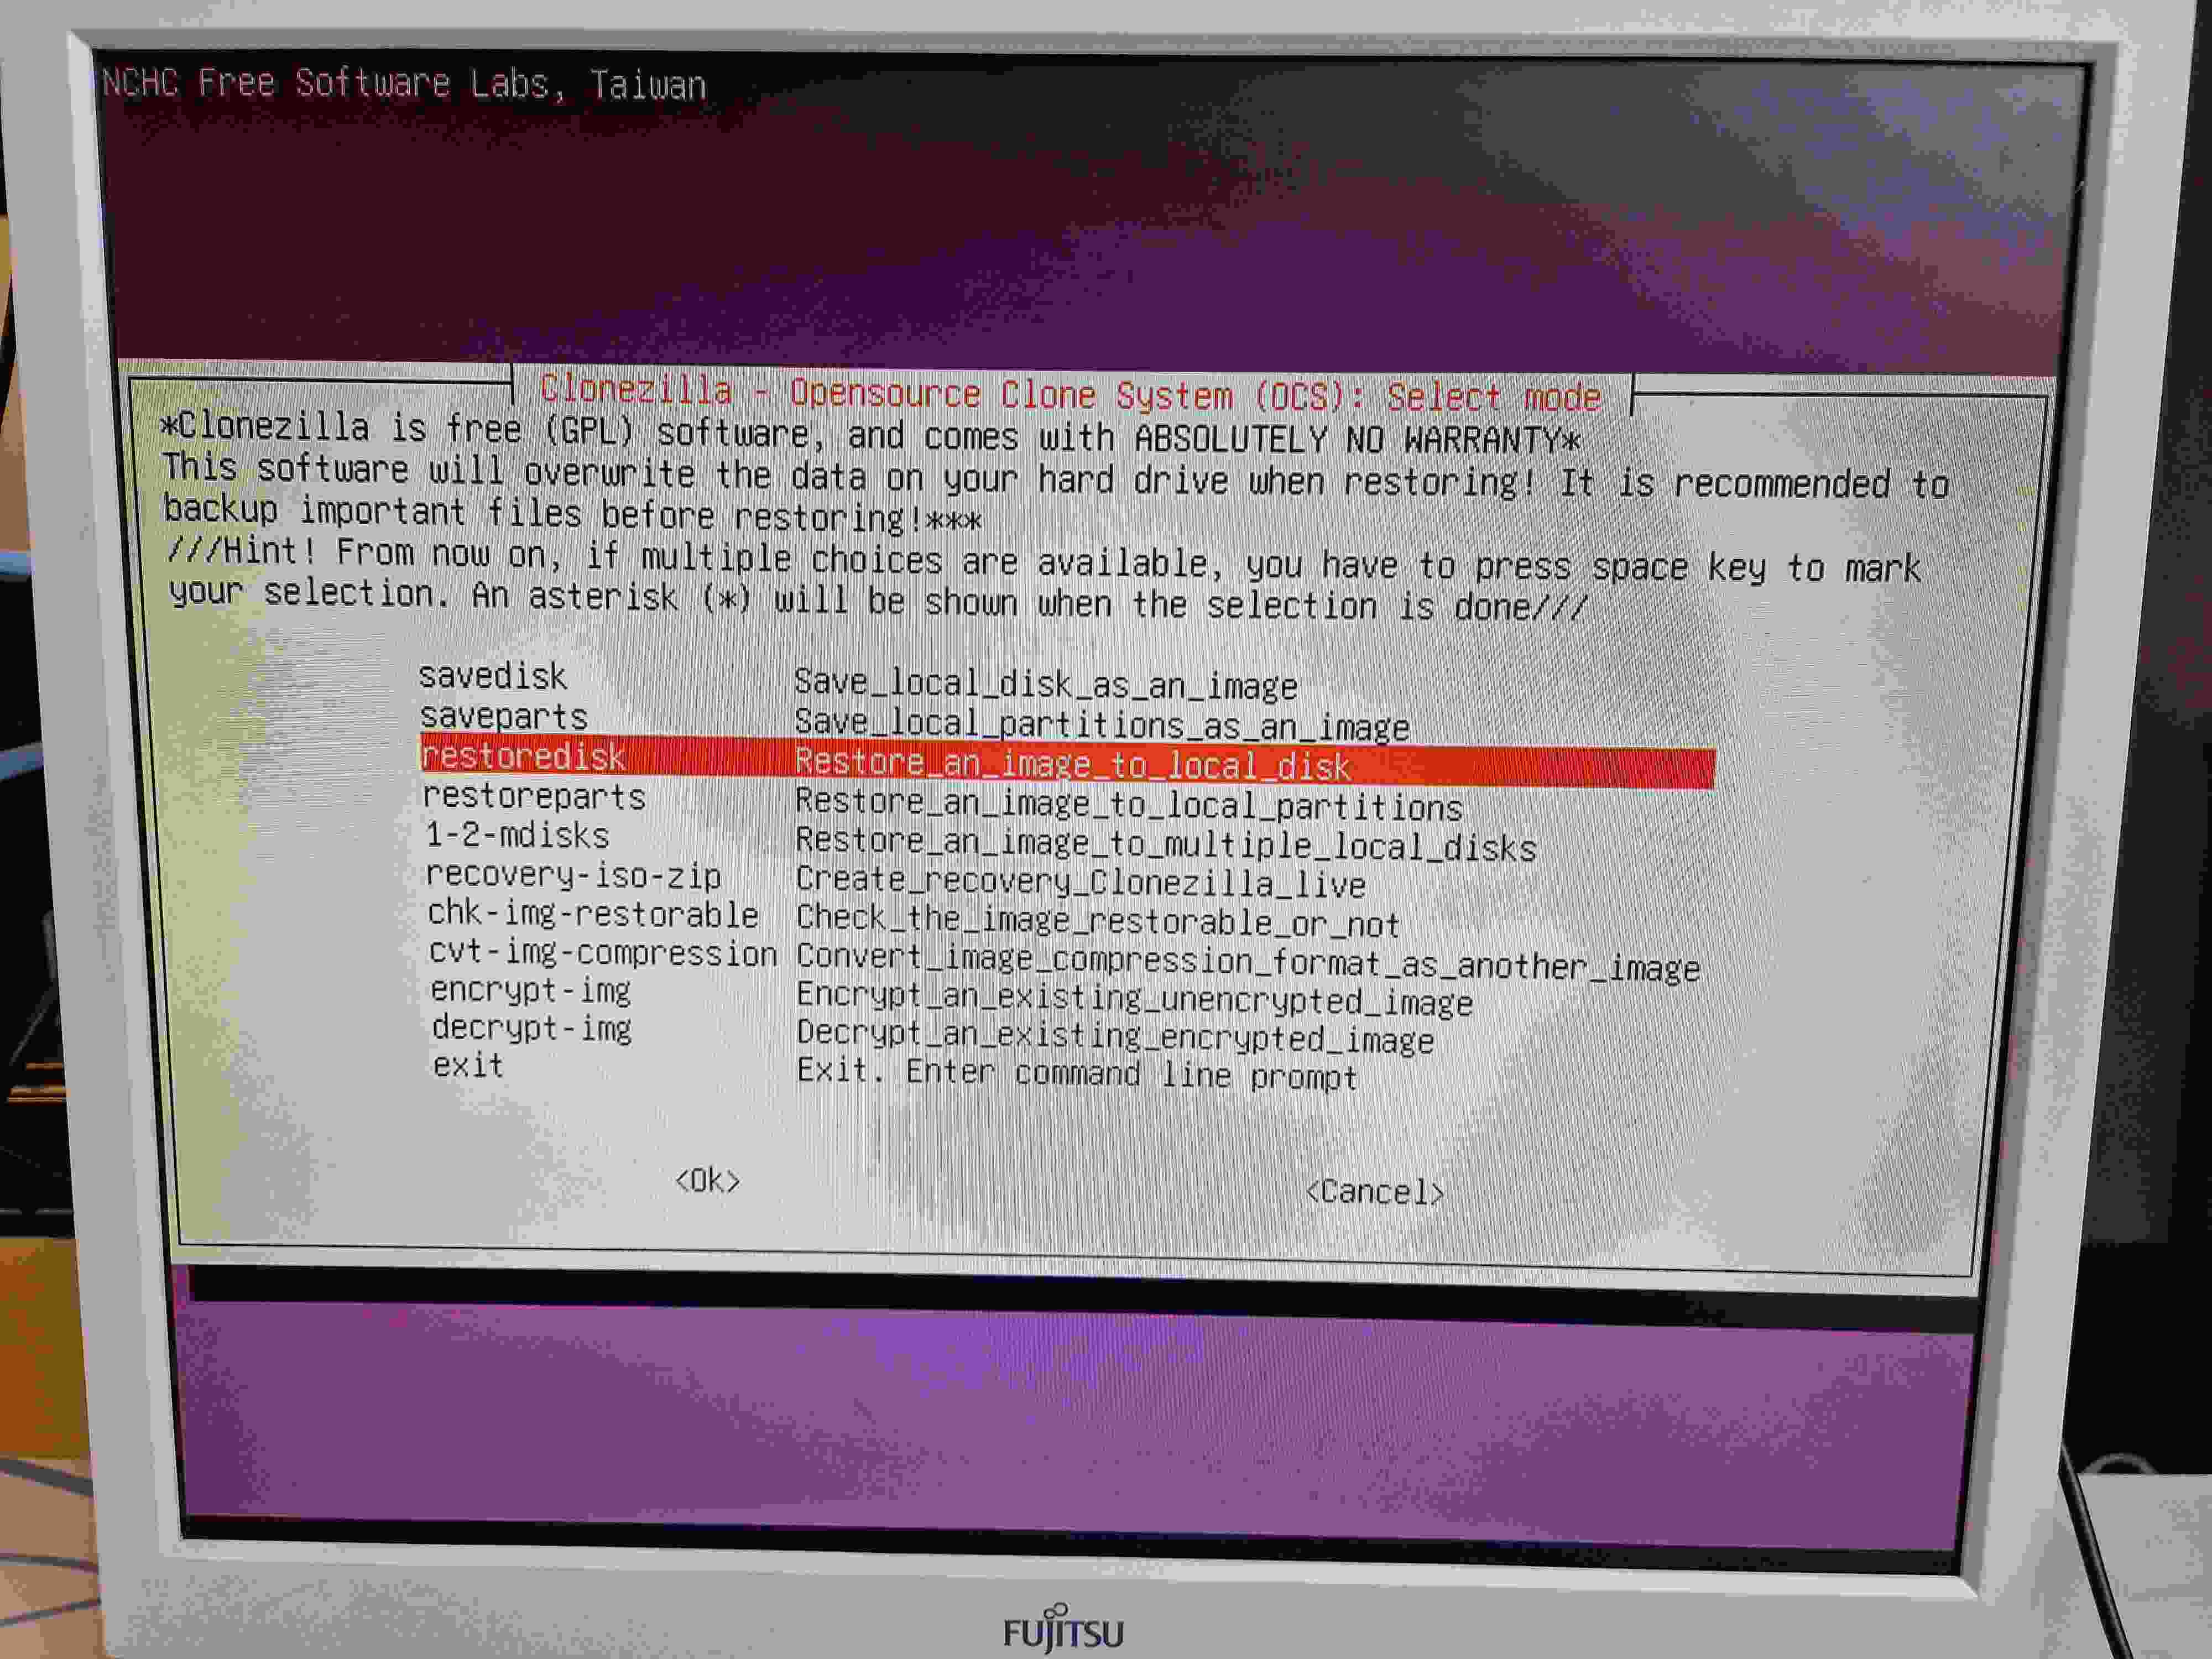 NCHC Free Software Labs, Taiwan
Clonezilla - Opensource Clone System (OCS): Select mode
*Clonezilla is free (GPL) software, and comes with ABSOLUTELY NO WARRANTY*
This software will overwrite the data on your hard drive when restoring! It is recommended to
backup important files before restoring!***
///Hint! From now on, if multiple choices are available, you have to press space key to mark
your selection. An asterisk (*) will be shown when the selection is done///
savedisk Save_local_disk_as_an_image
saveparts Save_local_partitions_as_an_image
restoredisk Restore_an_image_to_local_disk
restoreparts Restore_an_image_to_local_partitions
1-2-mdisks Restore_an_image_to_multiple_local_disks
recovery-iso-zip Create_recovery_Clonezilla_live
chk-img-restorable Check_the_image_restorable_or_not
cvt-img-compression Convert_image_compression_format_as_another_image
encrypt-img Encrypt_an_existing_unencrypted_image
decrypt-img Decrypt_an_existing_encrypted_image
exit Exit. Enter command line prompt
<Ok> <Cancel>
FUJITSU